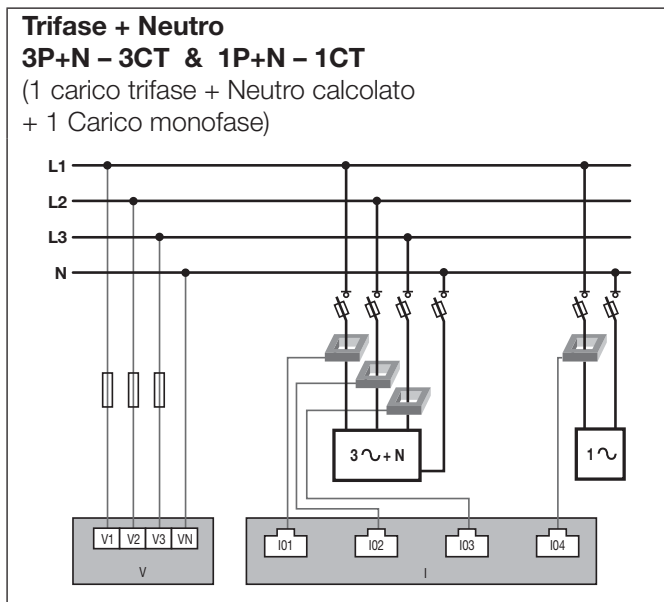 Trifase + Neutro
3P+N – 3CT & 1P+N – 1CT
(1 carico trifase + Neutro calcolato
+ 1 Carico monofase)
L1
L2
L3
N
3 ∿ + N
1 ∿
V1 V2 V3 VN
I01 I02 I03 I04
V
I